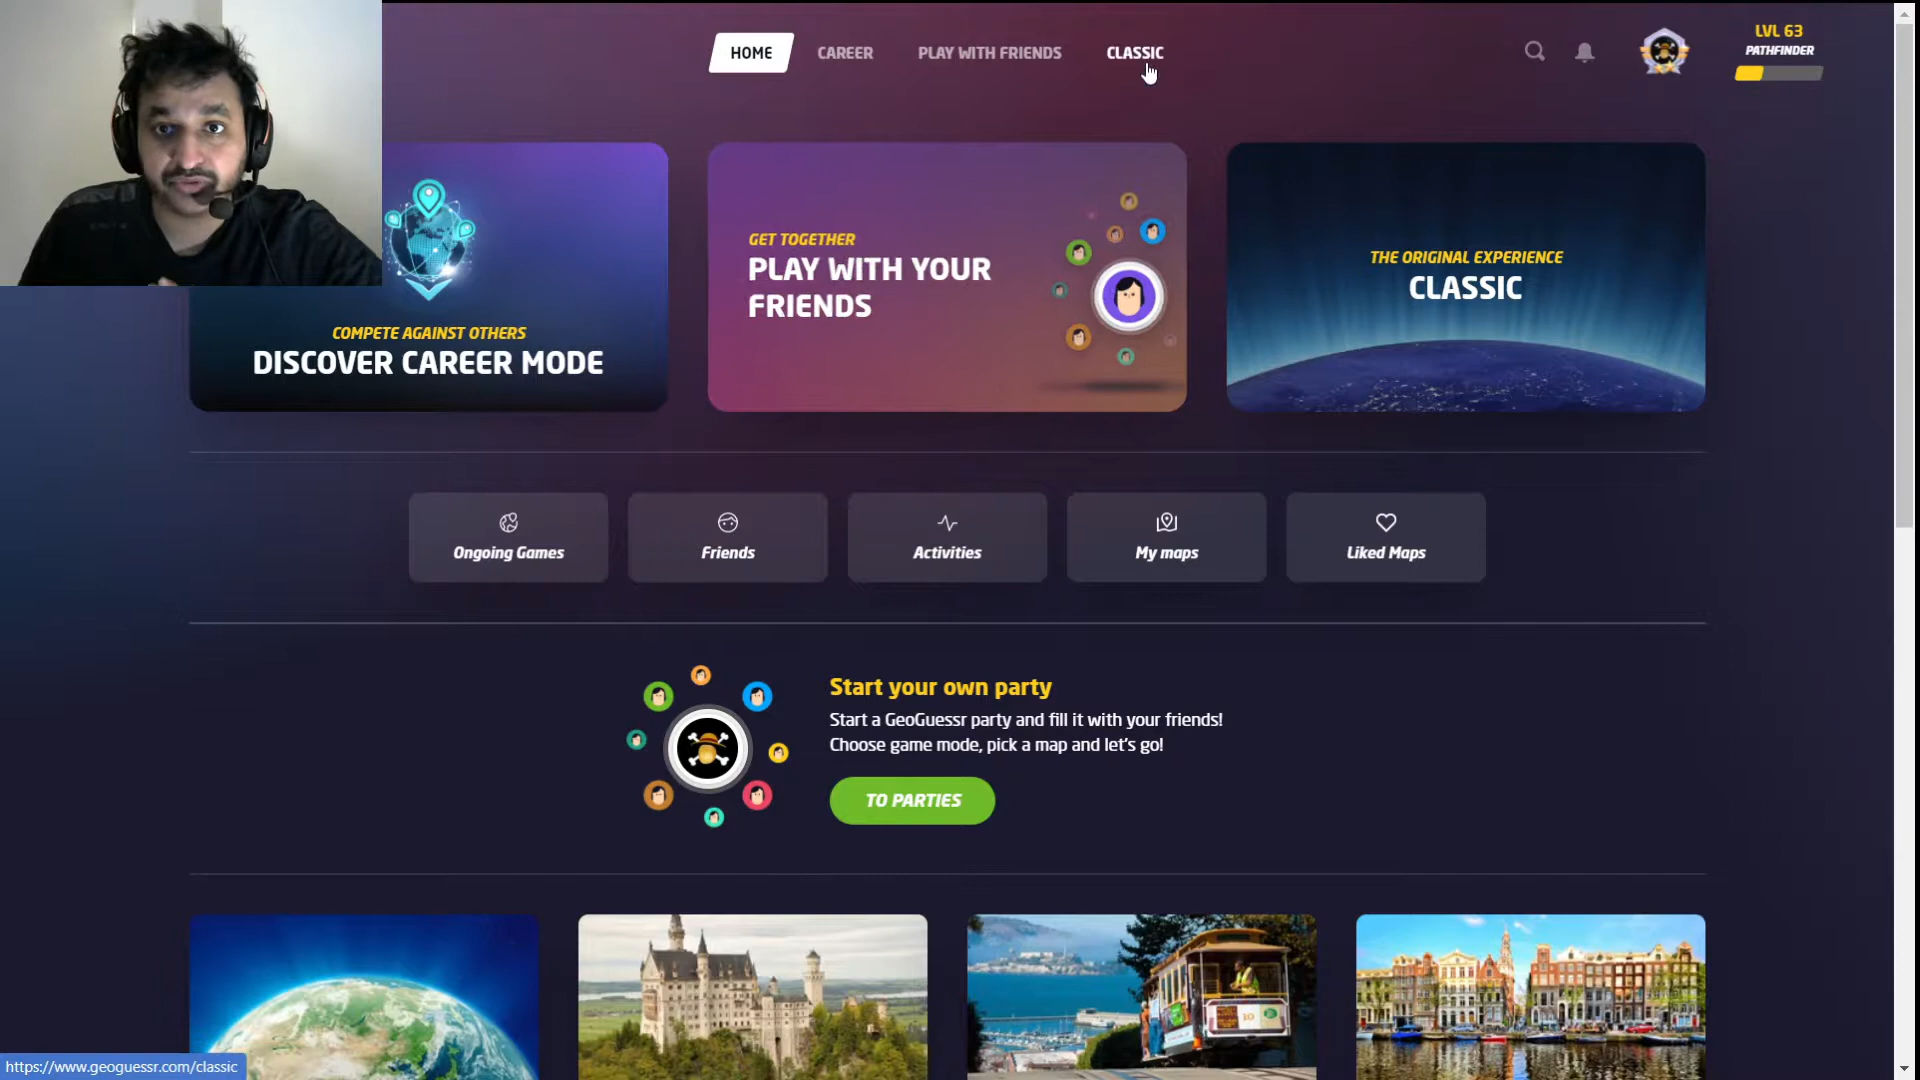 HOME
CAREER
PLAY WITH FRIENDS
CLASSIC
LVL 63
PATHFINDER
COMPETE AGAINST OTHERS
DISCOVER CAREER MODE
GET TOGETHER
PLAY WITH YOUR
FRIENDS
THE ORIGINAL EXPERIENCE
CLASSIC
Ongoing Games
Friends
Activities
My maps
Liked Maps
Start your own party
Start a GeoGuessr party and fill it with your friends!
Choose game mode, pick a map and let's go!
TO PARTIES
10
https://www.geoguessr.com/classic